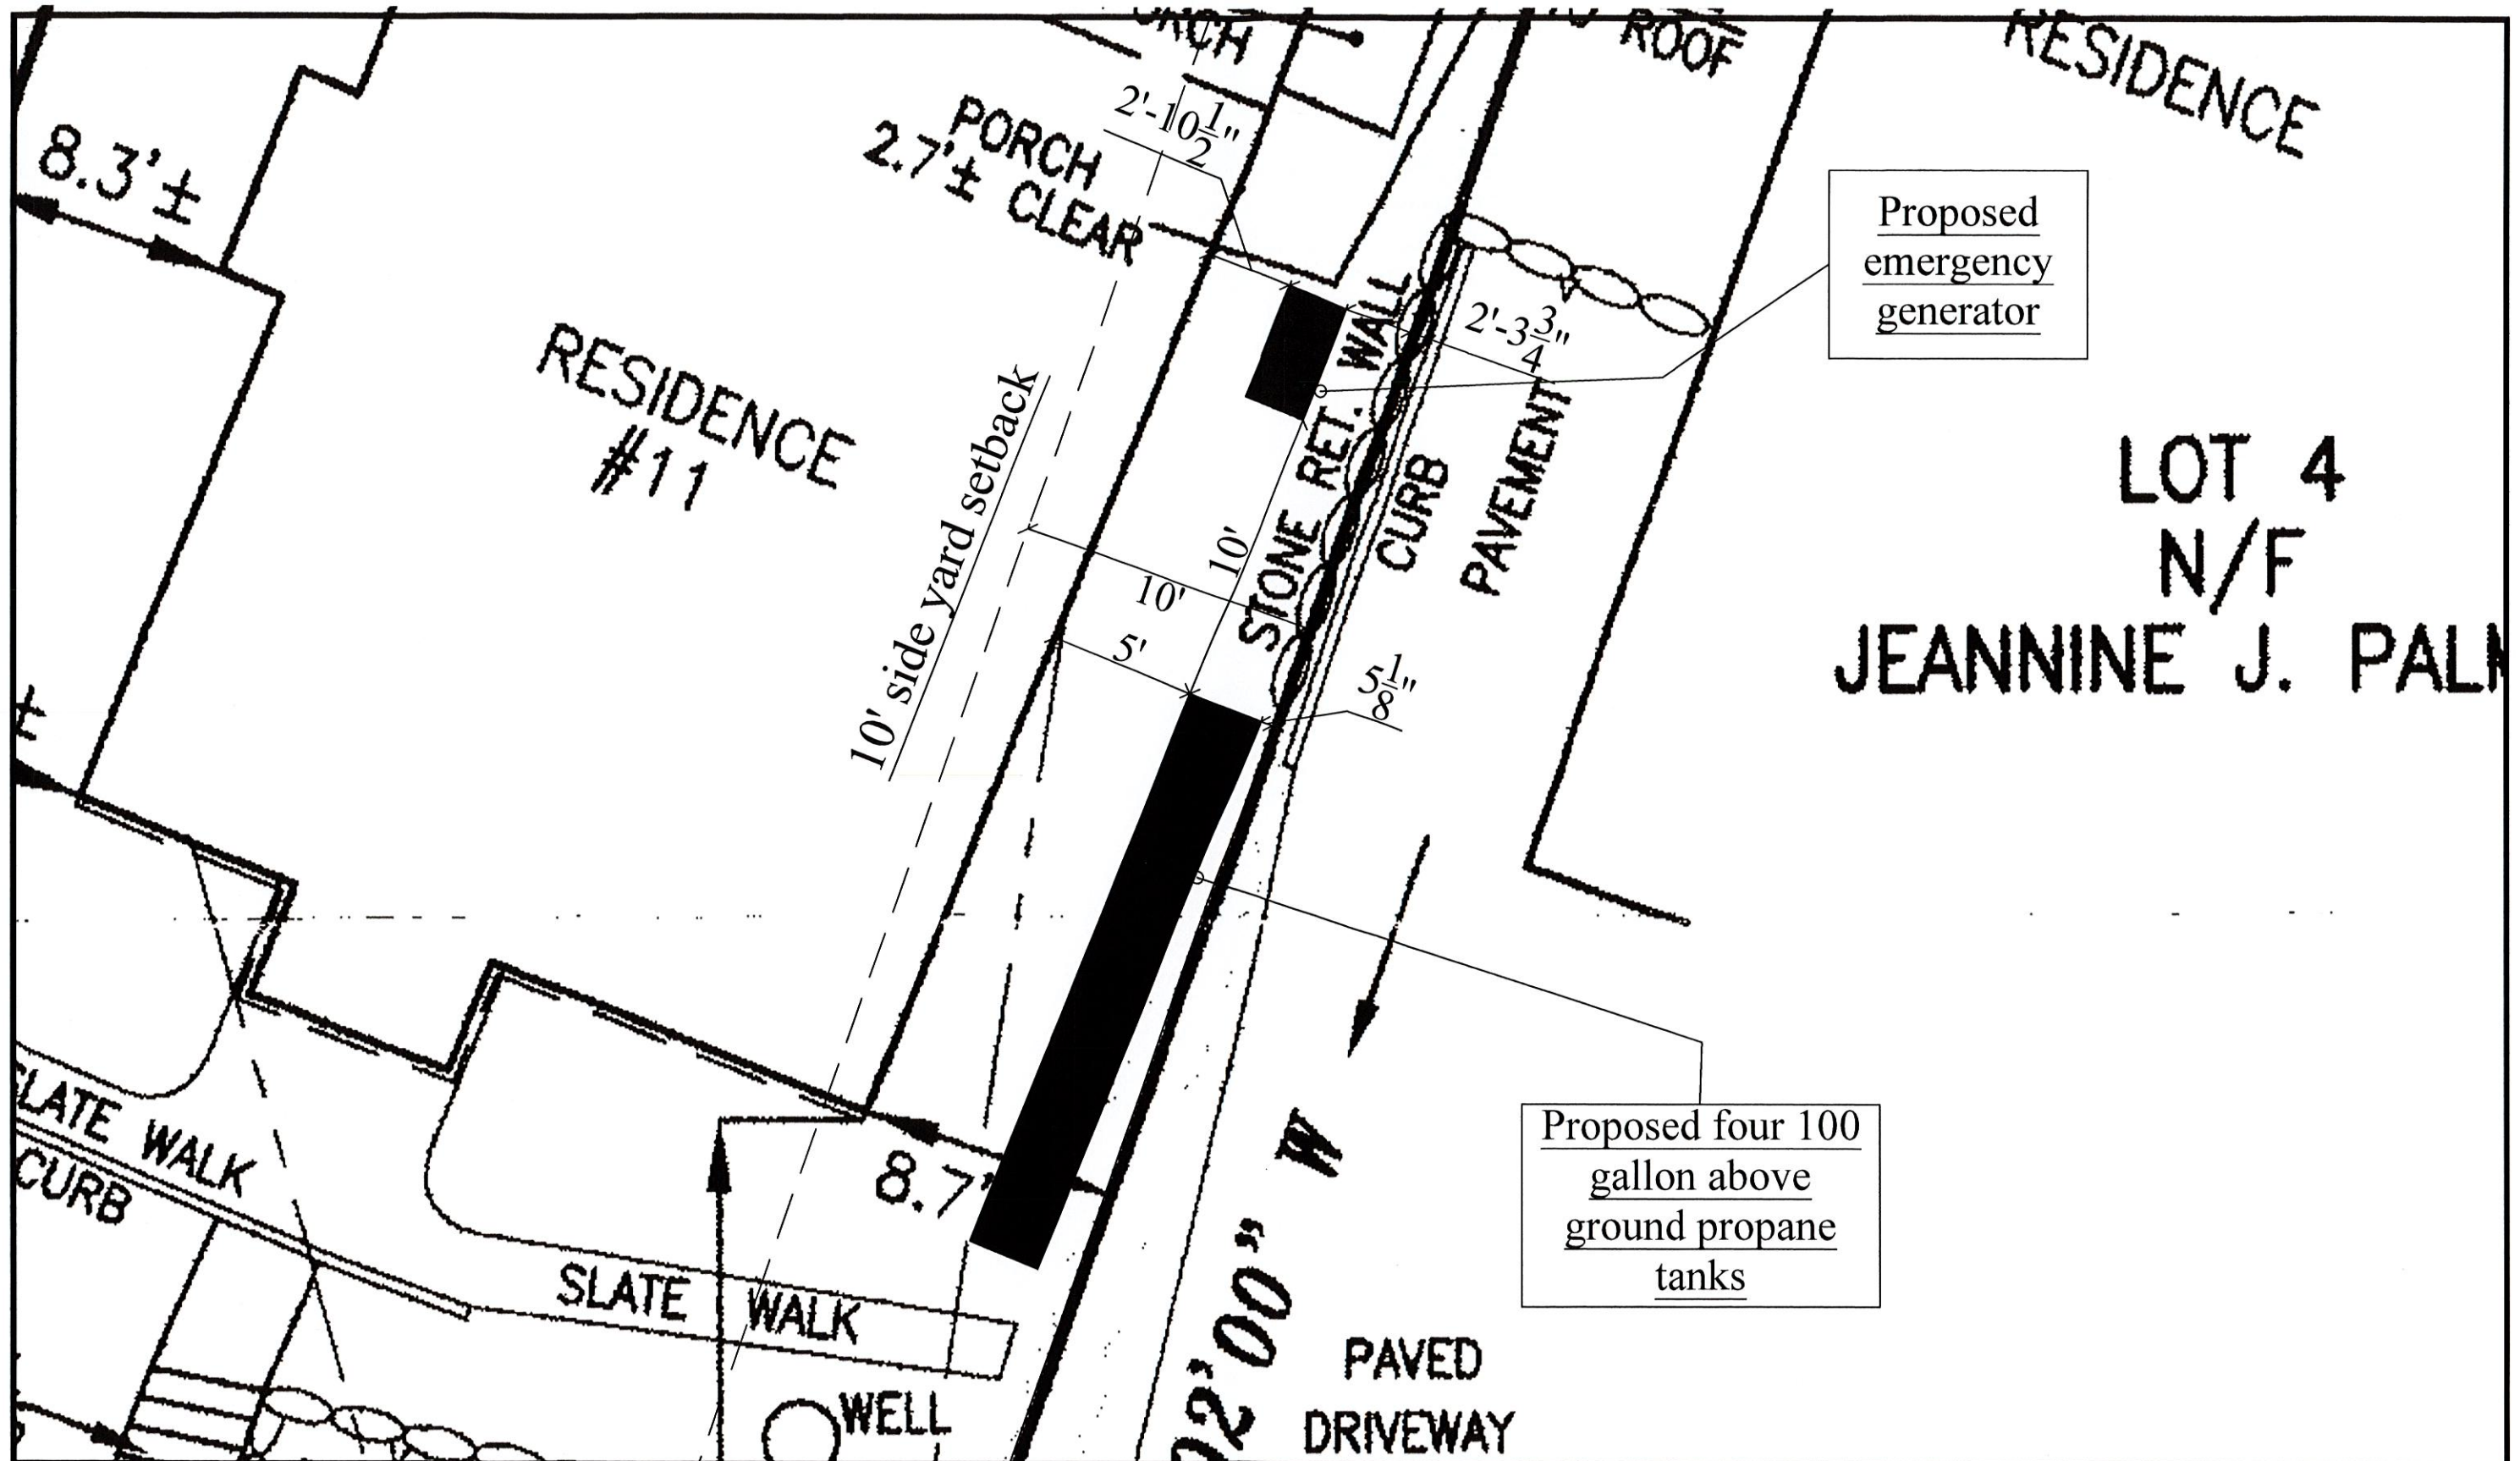 ROOF
RESIDENCE
2'-10 1/2"
PORCH
2.7'± CLEAR
8.3'±
Proposed
emergency
generator
2'-3 3/4"
RESIDENCE
#11
10' side yard setback
STONE RET. WALL
CURB
PAVEMENT
10'
10'
5'
5 1/8"
LOT 4
N/F
JEANNINE J.
±
8.7'
SLATE WALK
CURB
W
Proposed four 100
gallon above
ground propane
tanks
SLATE WALK
02'00"
WELL
PAVED
DRIVEWAY